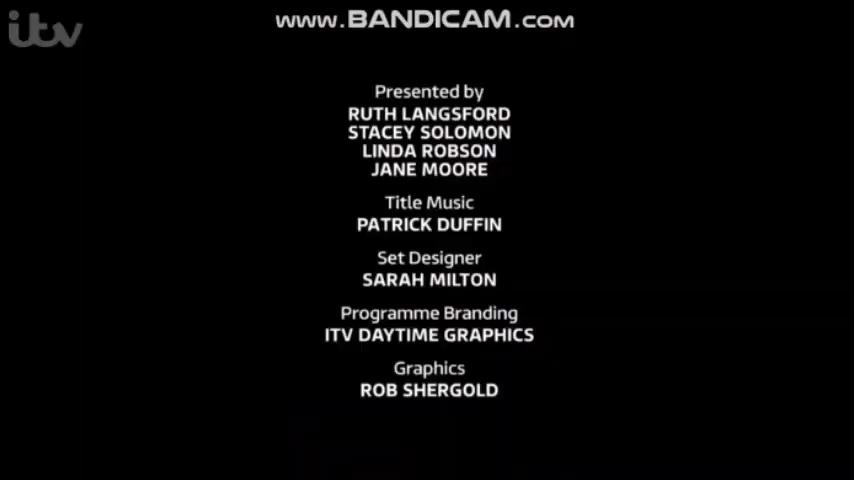 itv
www.BANDICAM.com
Presented by
RUTH LANGSFORD
STACEY SOLOMON
LINDA ROBSON
JANE MOORE
Title Music
PATRICK DUFFIN
Set Designer
SARAH MILTON
Programme Branding
ITV DAYTIME GRAPHICS
Graphics
ROB SHERGOLD